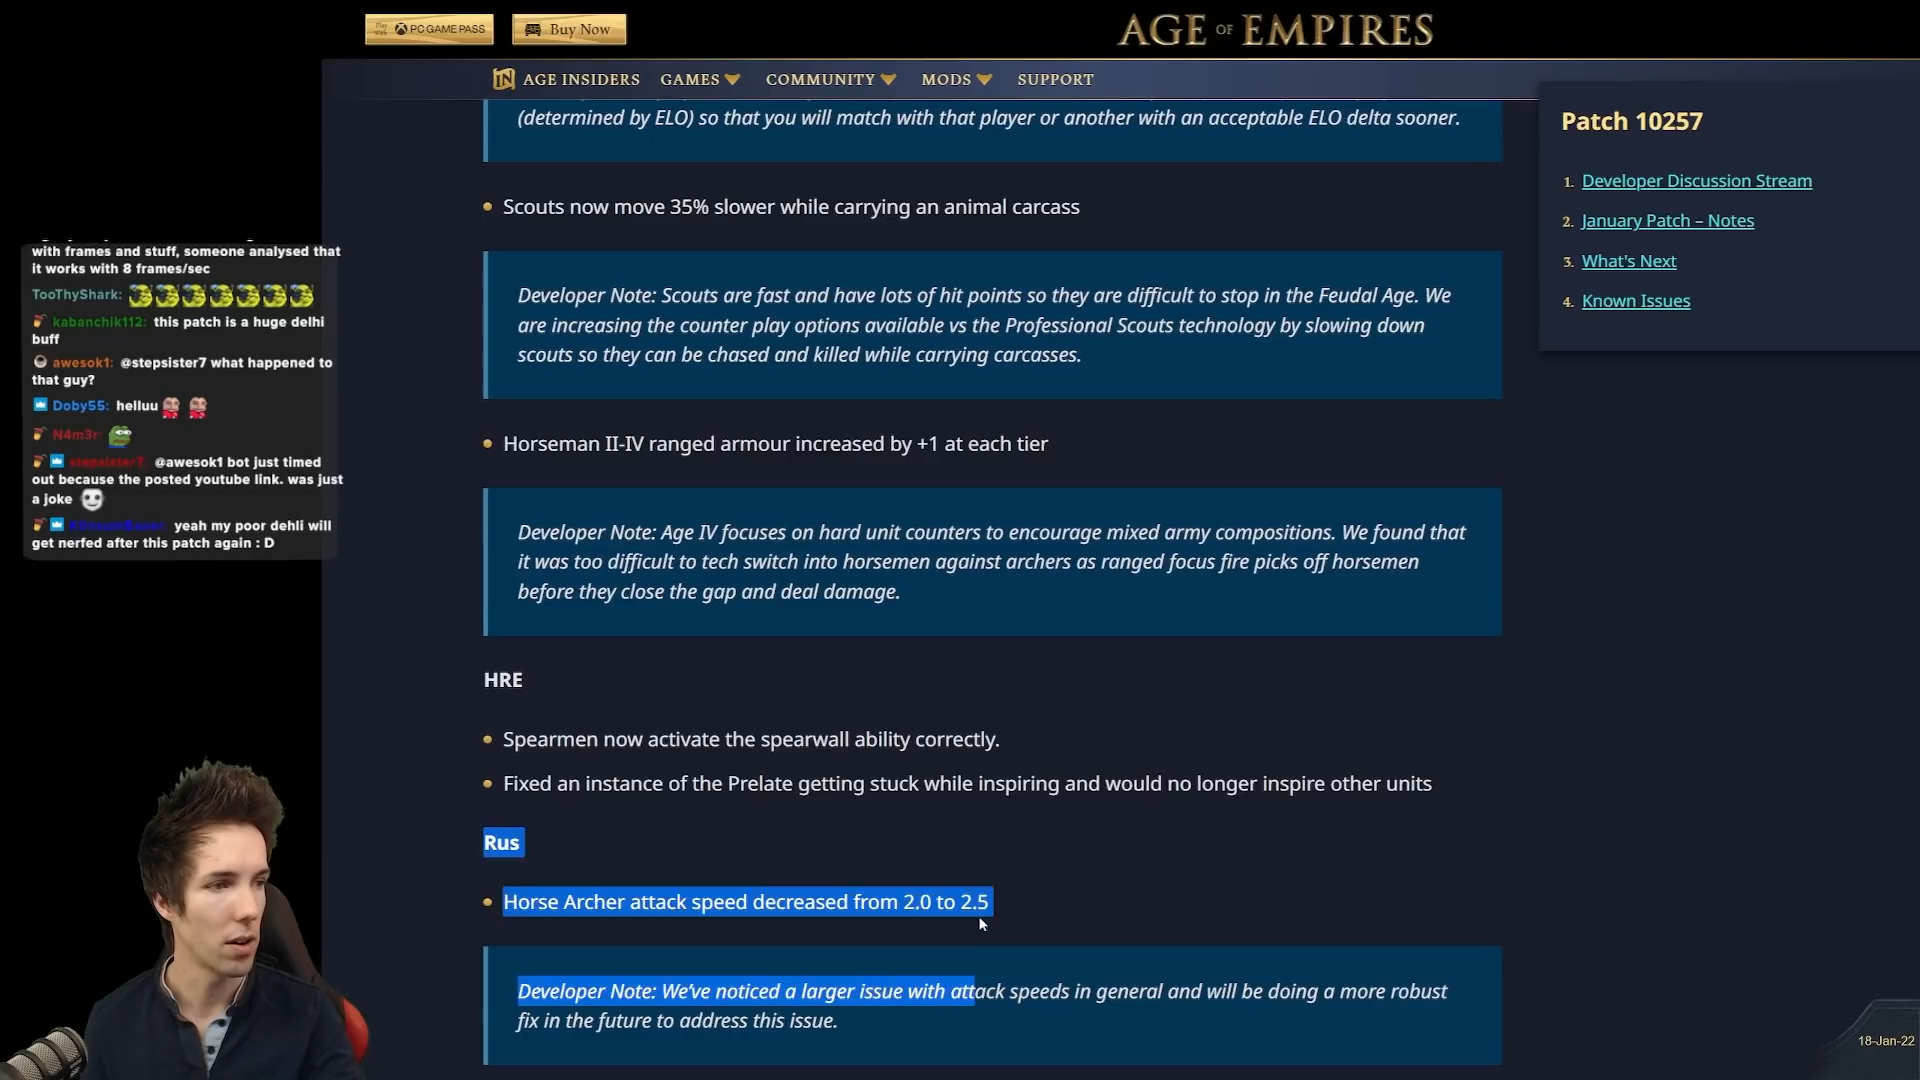 Play with PC GAME PASS
Buy Now
AGE OF EMPIRES
AGE INSIDERS GAMES COMMUNITY MODS SUPPORT
(determined by ELO) so that you will match with that player or another with an acceptable ELO delta sooner.
Scouts now move 35% slower while carrying an animal carcass
Developer Note: Scouts are fast and have lots of hit points so they are difficult to stop in the Feudal Age. We
are increasing the counter play options available vs the Professional Scouts technology by slowing down
scouts so they can be chased and killed while carrying carcasses.
Horseman II-IV ranged armour increased by +1 at each tier
Developer Note: Age IV focuses on hard unit counters to encourage mixed army compositions. We found that
it was too difficult to tech switch into horsemen against archers as ranged focus fire picks off horsemen
before they close the gap and deal damage.
HRE
Spearmen now activate the spearwall ability correctly.
Fixed an instance of the Prelate getting stuck while inspiring and would no longer inspire other units
Rus
Horse Archer attack speed decreased from 2.0 to 2.5
Developer Note: We've noticed a larger issue with attack speeds in general and will be doing a more robust
fix in the future to address this issue.
Patch 10257
1. Developer Discussion Stream
2. January Patch – Notes
3. What's Next
4. Known Issues
with frames and stuff, someone analysed that
it works with 8 frames/sec
TooThyShark:
kabanchik112: this patch is a huge delhi
buff
awesok1: @stepsister7 what happened to
that guy?
Doby55: helluu
N4m3r:
stepsister7: @awesok1 bot just timed
out because the posted youtube link. was just
a joke
yeah my poor dehli will
get nerfed after this patch again : D
18-Jan-22